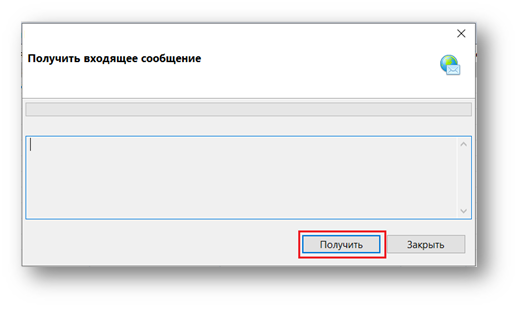 Получить входящее сообщение
Получить
Закрыть